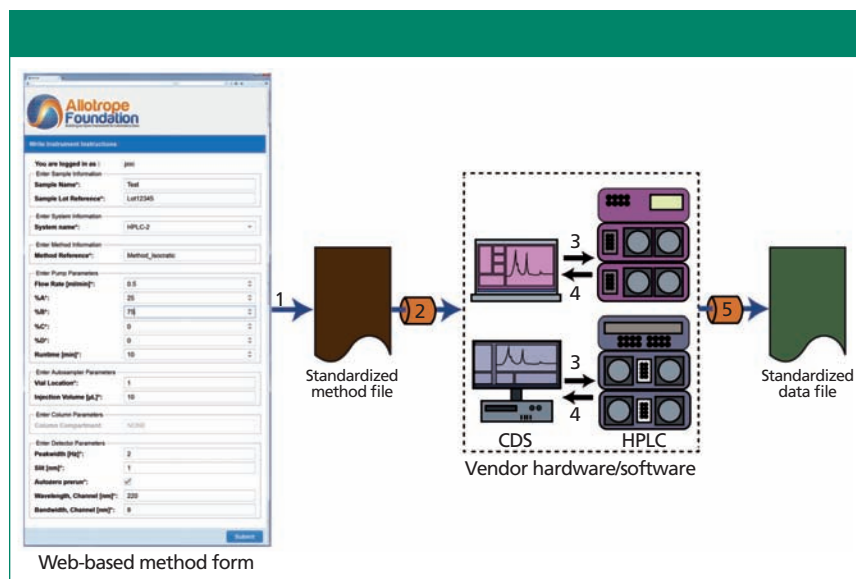 Allotrope
Foundation
Write Instrument Instructions
You are logged in as : poc
Enter Sample Information
Sample Name*: Test
Sample Lot Reference*: Lot12345
Enter System Information
System name*: HPLC-2
Enter Method Information
Method Reference*: Method_Isocratic
Enter Pump Parameters
Flow Rate [ml/min]*: 0.5
%A*: 25
%B*: 75
%C*: 0
%D*: 0
Runtime [min]*: 10
Enter Autosampler Parameters
Vial Location*: 1
Injection Volume [µL]*: 10
Enter Column Parameters
Column Compartment: NONE
Enter Detector Parameters
Peakwidth [Hz]*: 2
Slit [nm]*: 1
Autozero prerun*:
Wavelength, Channel [nm]*: 220
Bandwidth, Channel [nm]*:
Submit
Web-based method form
1
Standardized
method file
2
3
4
3
4
CDS
HPLC
Vendor hardware/software
5
Standardized
data file